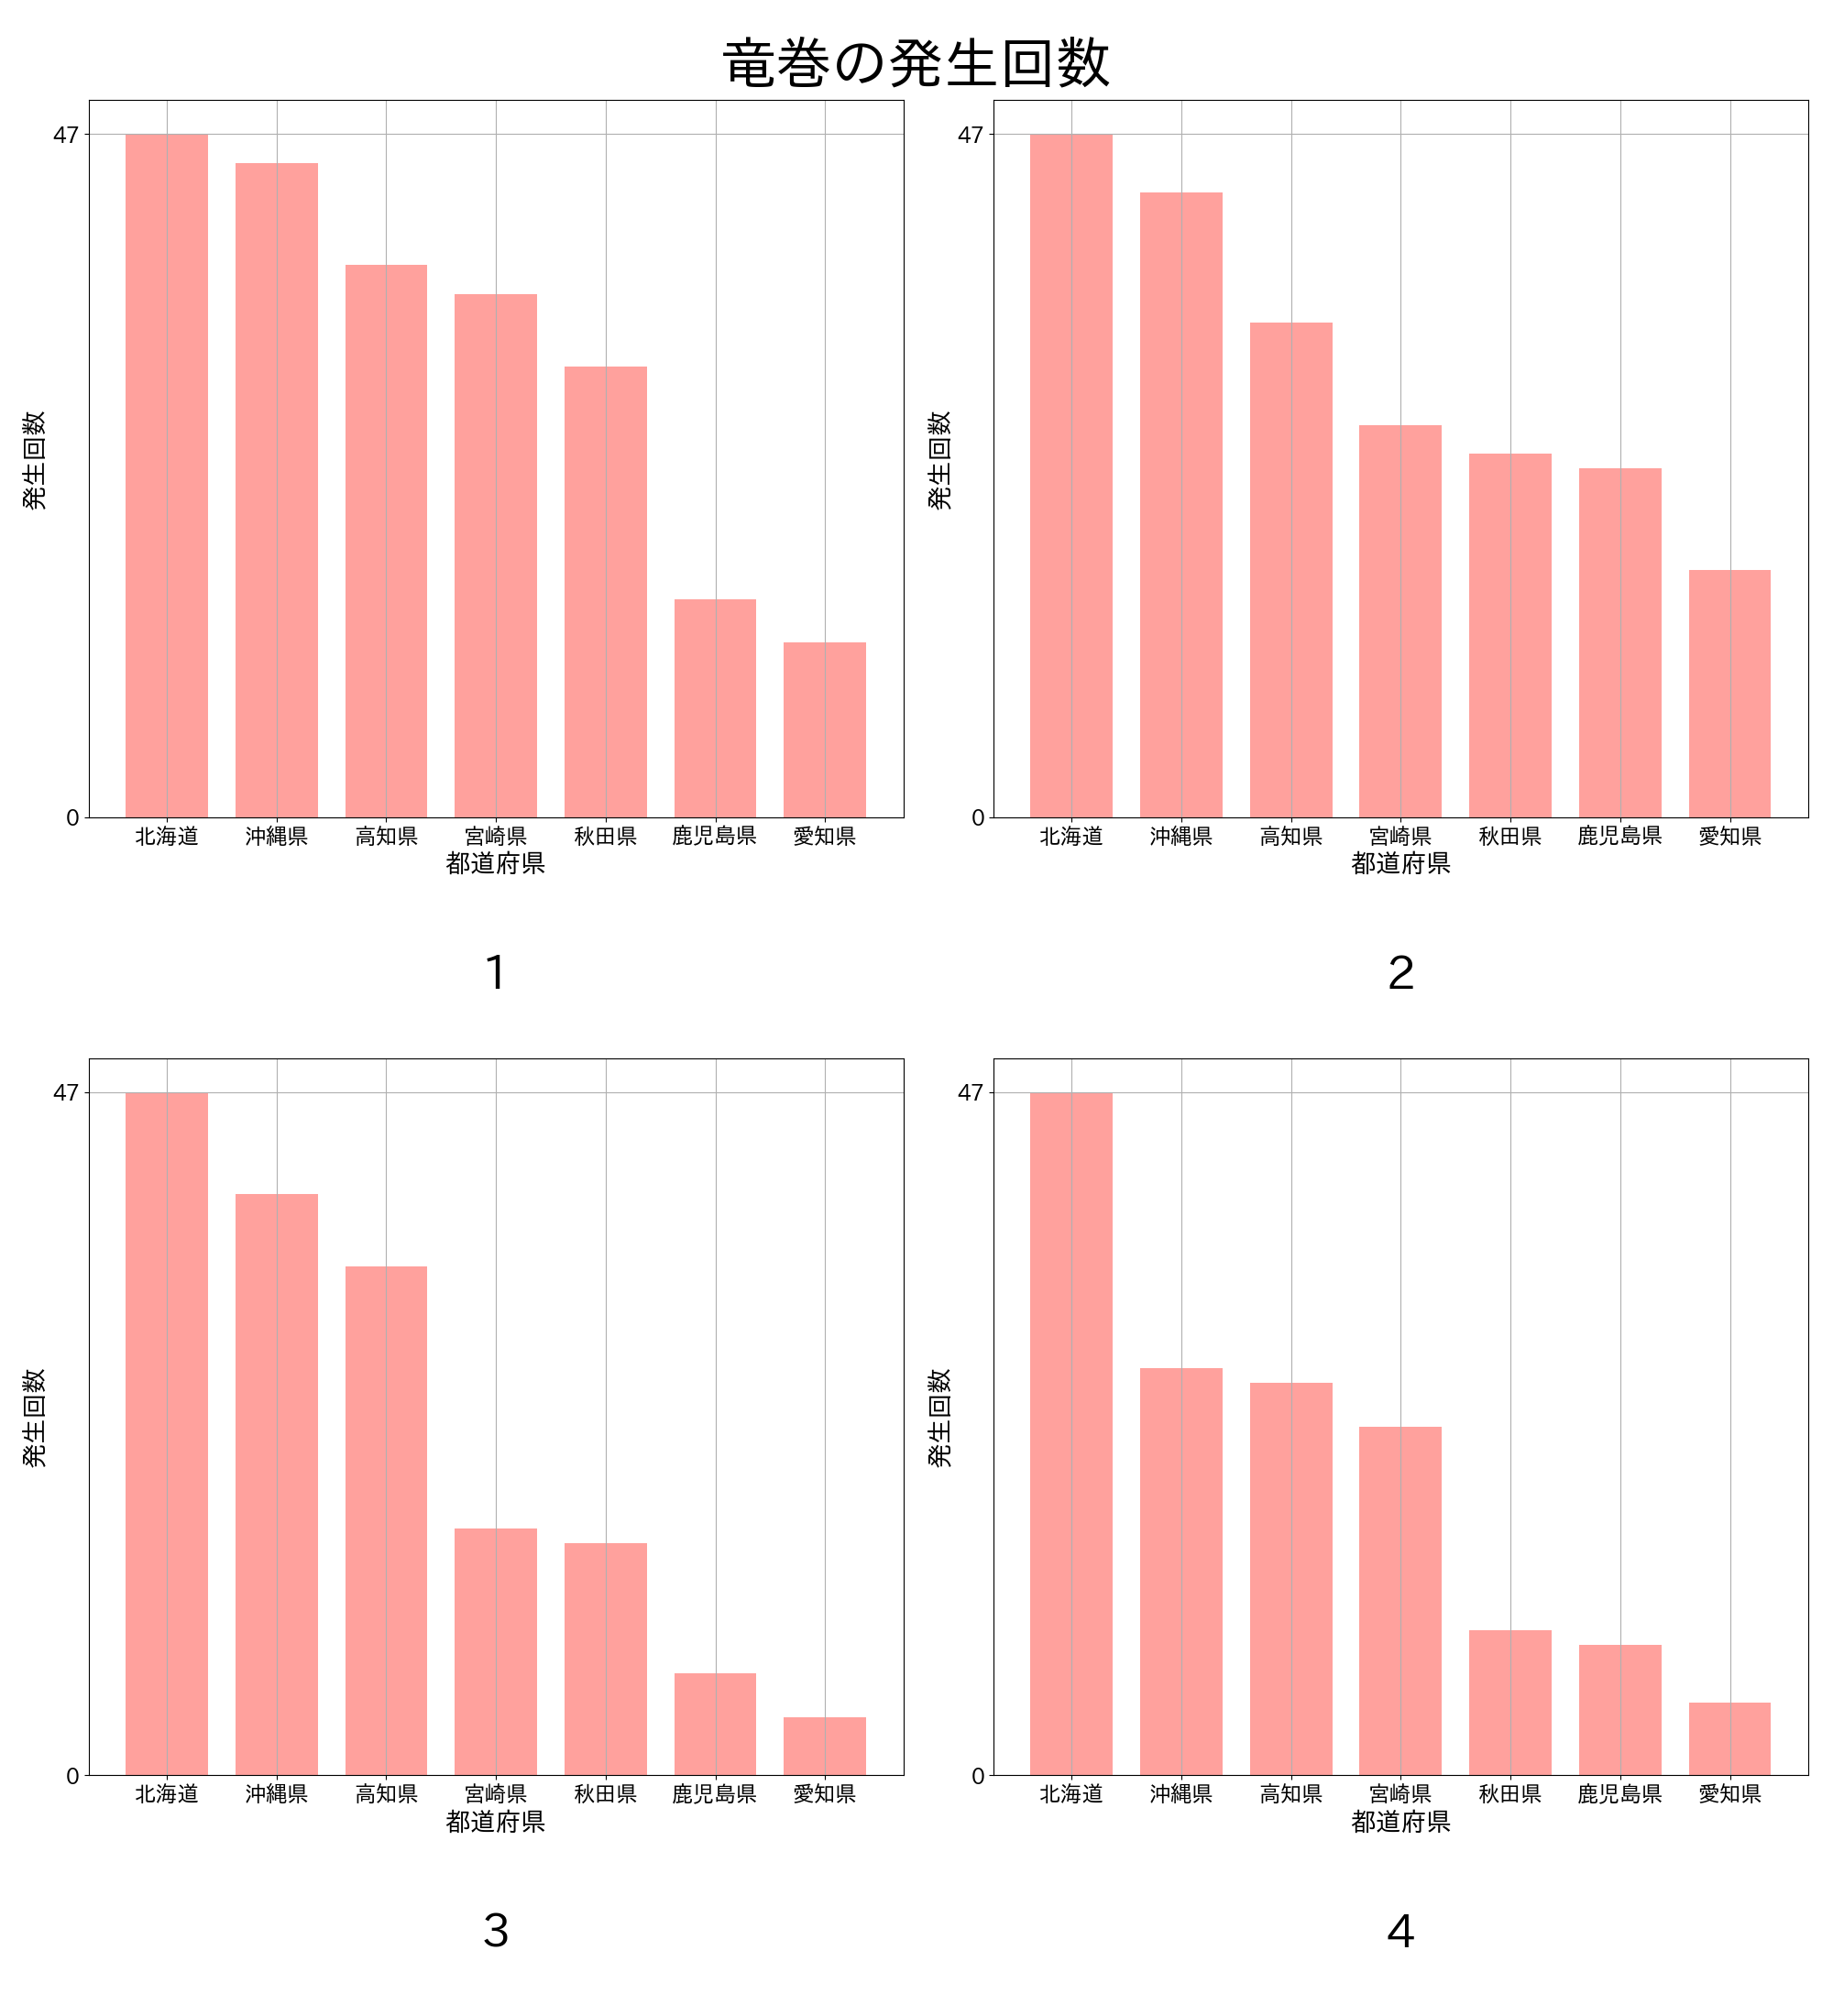 竜巻の発生回数
47
0
発生回数
北海道 沖縄県 高知県 宮崎県 秋田県 鹿児島県 愛知県
都道府県
1
47
0
発生回数
北海道 沖縄県 高知県 宮崎県 秋田県 鹿児島県 愛知県
都道府県
2
47
0
発生回数
北海道 沖縄県 高知県 宮崎県 秋田県 鹿児島県 愛知県
都道府県
3
47
0
発生回数
北海道 沖縄県 高知県 宮崎県 秋田県 鹿児島県 愛知県
都道府県
4